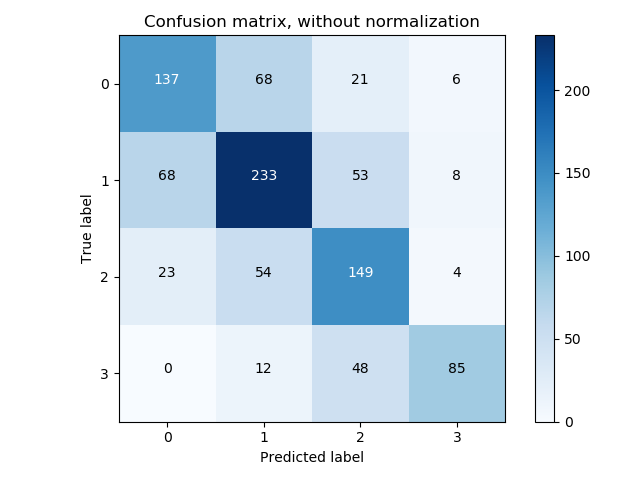 Confusion matrix, without normalization
0 137 68 21 6
1 68 233 53 8
2 23 54 149 4
3 0 12 48 85
0 1 2 3
True label
Predicted label
200
150
100
50
0